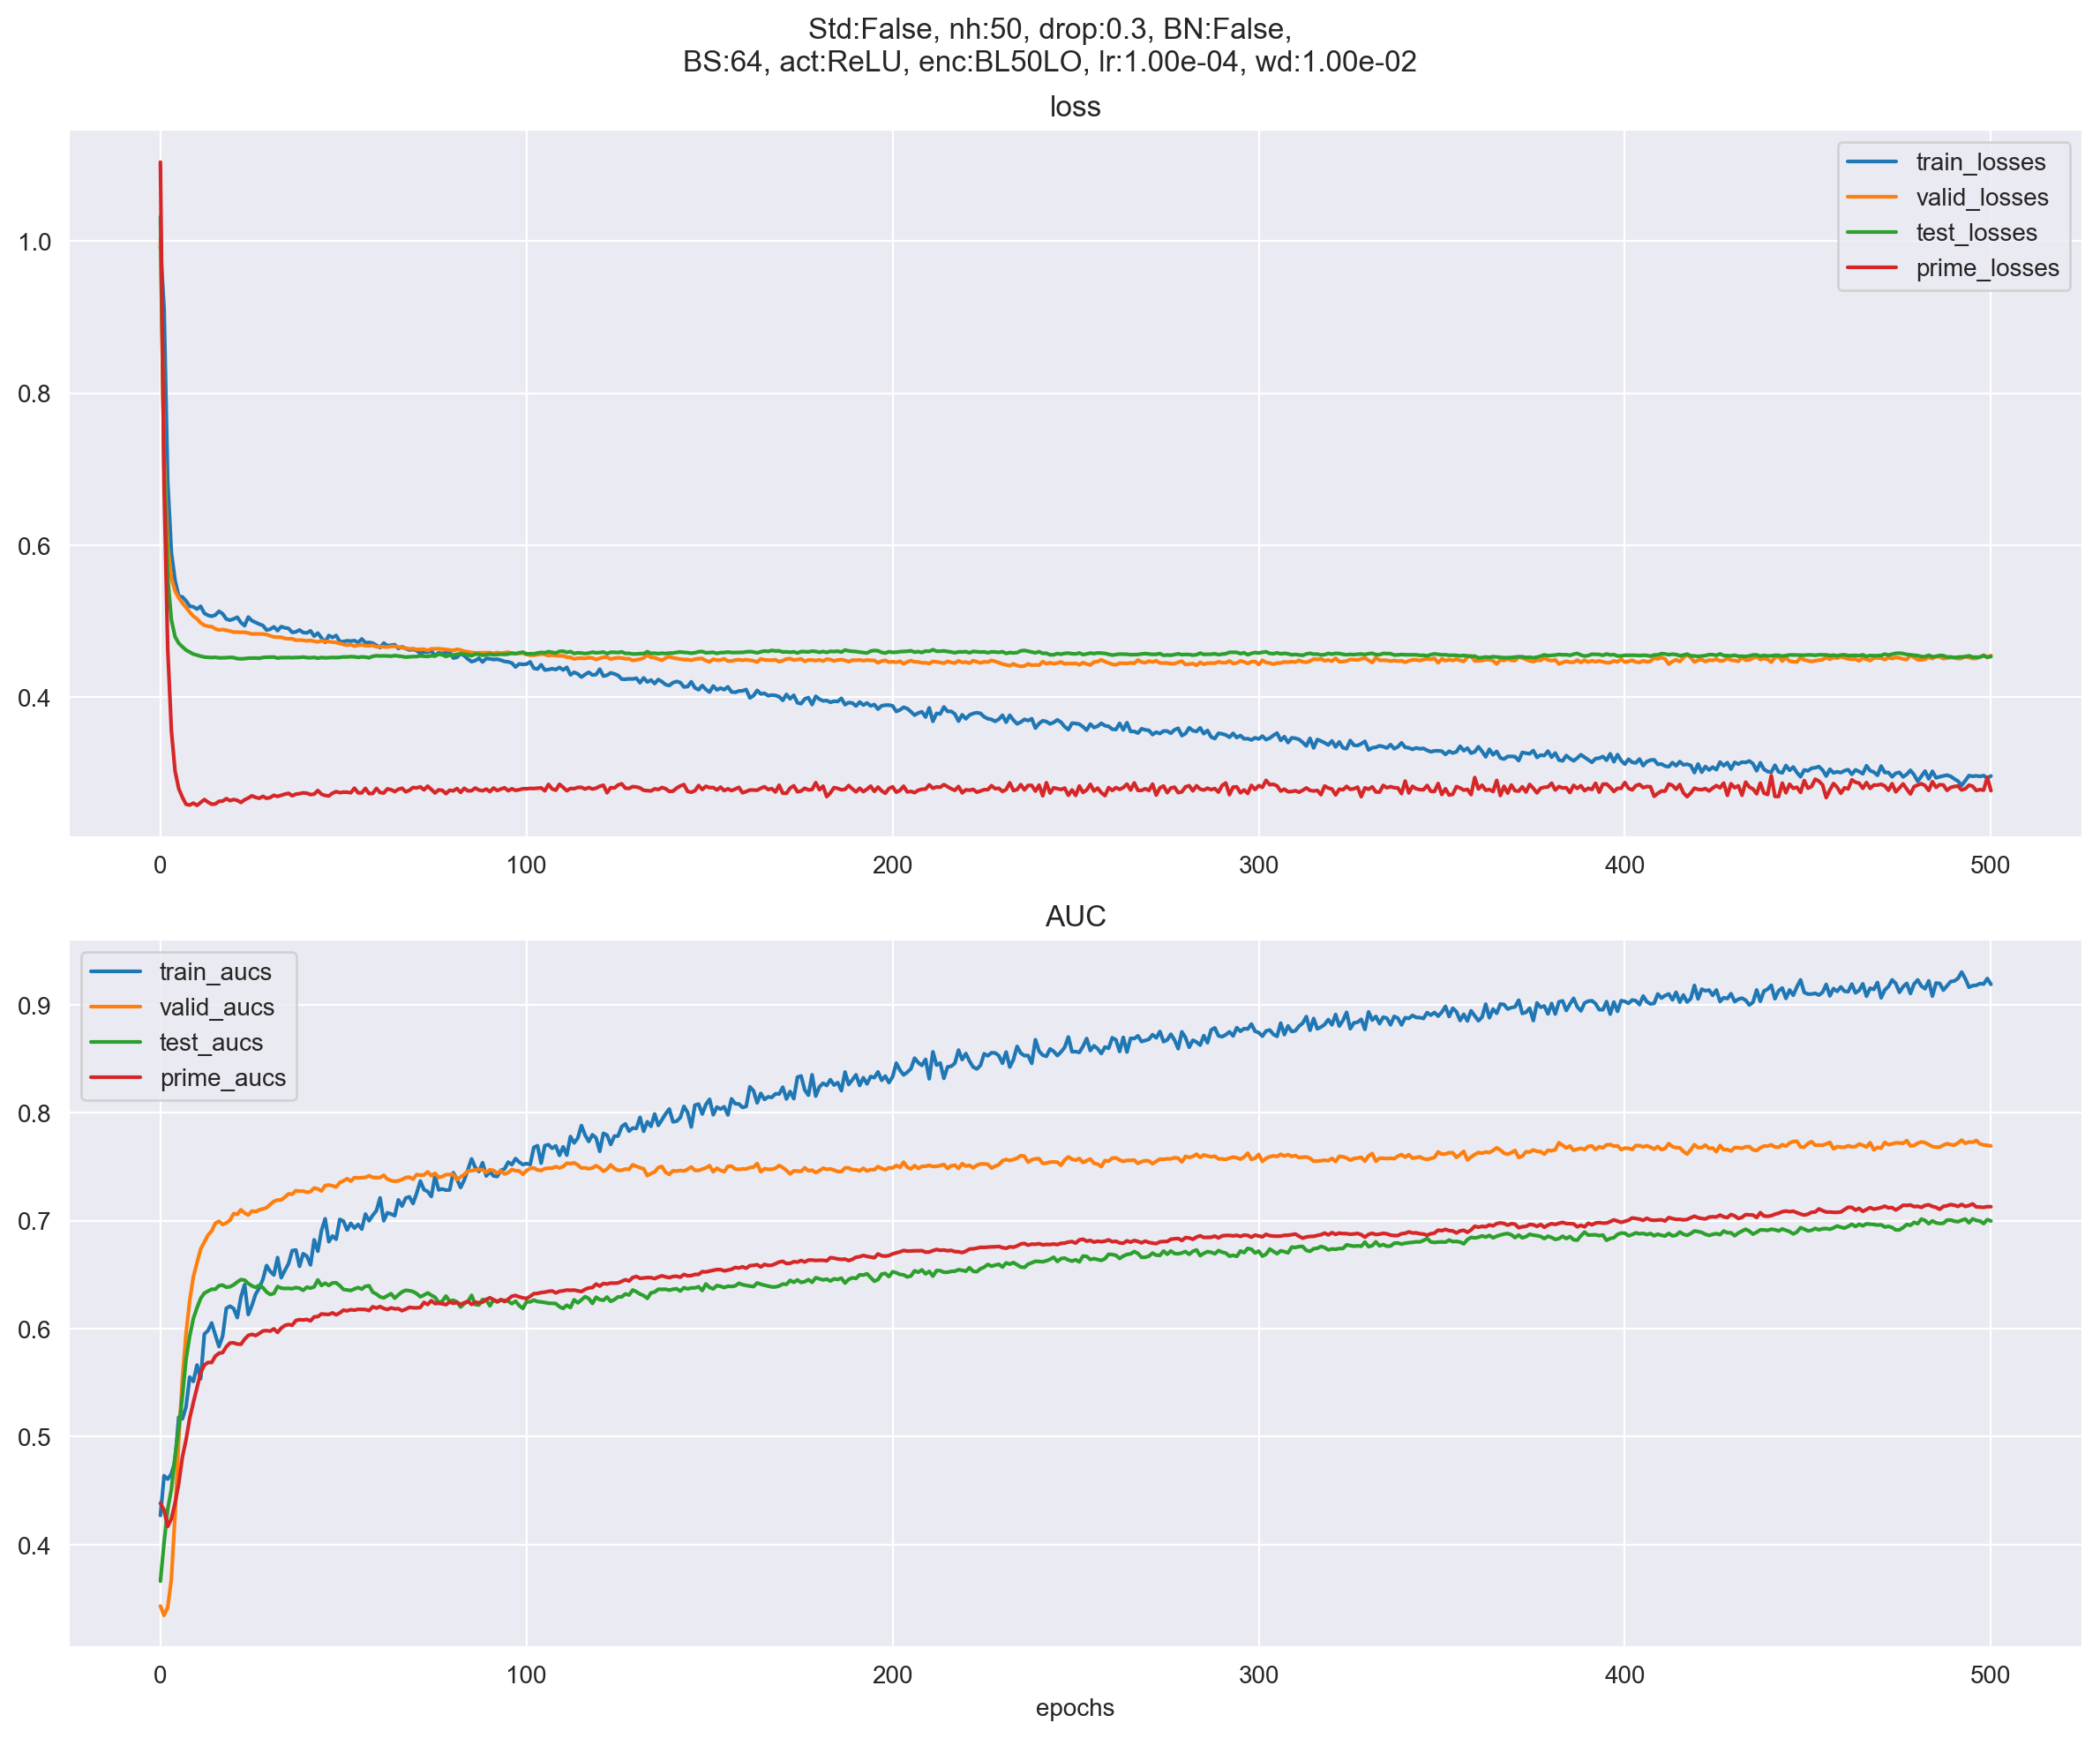 Std:False, nh:50, drop:0.3, BN:False,
BS:64, act:ReLU, enc:BL50LO, lr:1.00e-04, wd:1.00e-02
loss
train_losses
valid_losses
test_losses
prime_losses
1.0
0.8
0.6
0.4
0 100 200 300 400 500
AUC
train_aucs
valid_aucs
test_aucs
prime_aucs
0.9
0.8
0.7
0.6
0.5
0.4
0 100 200 300 400 500
epochs